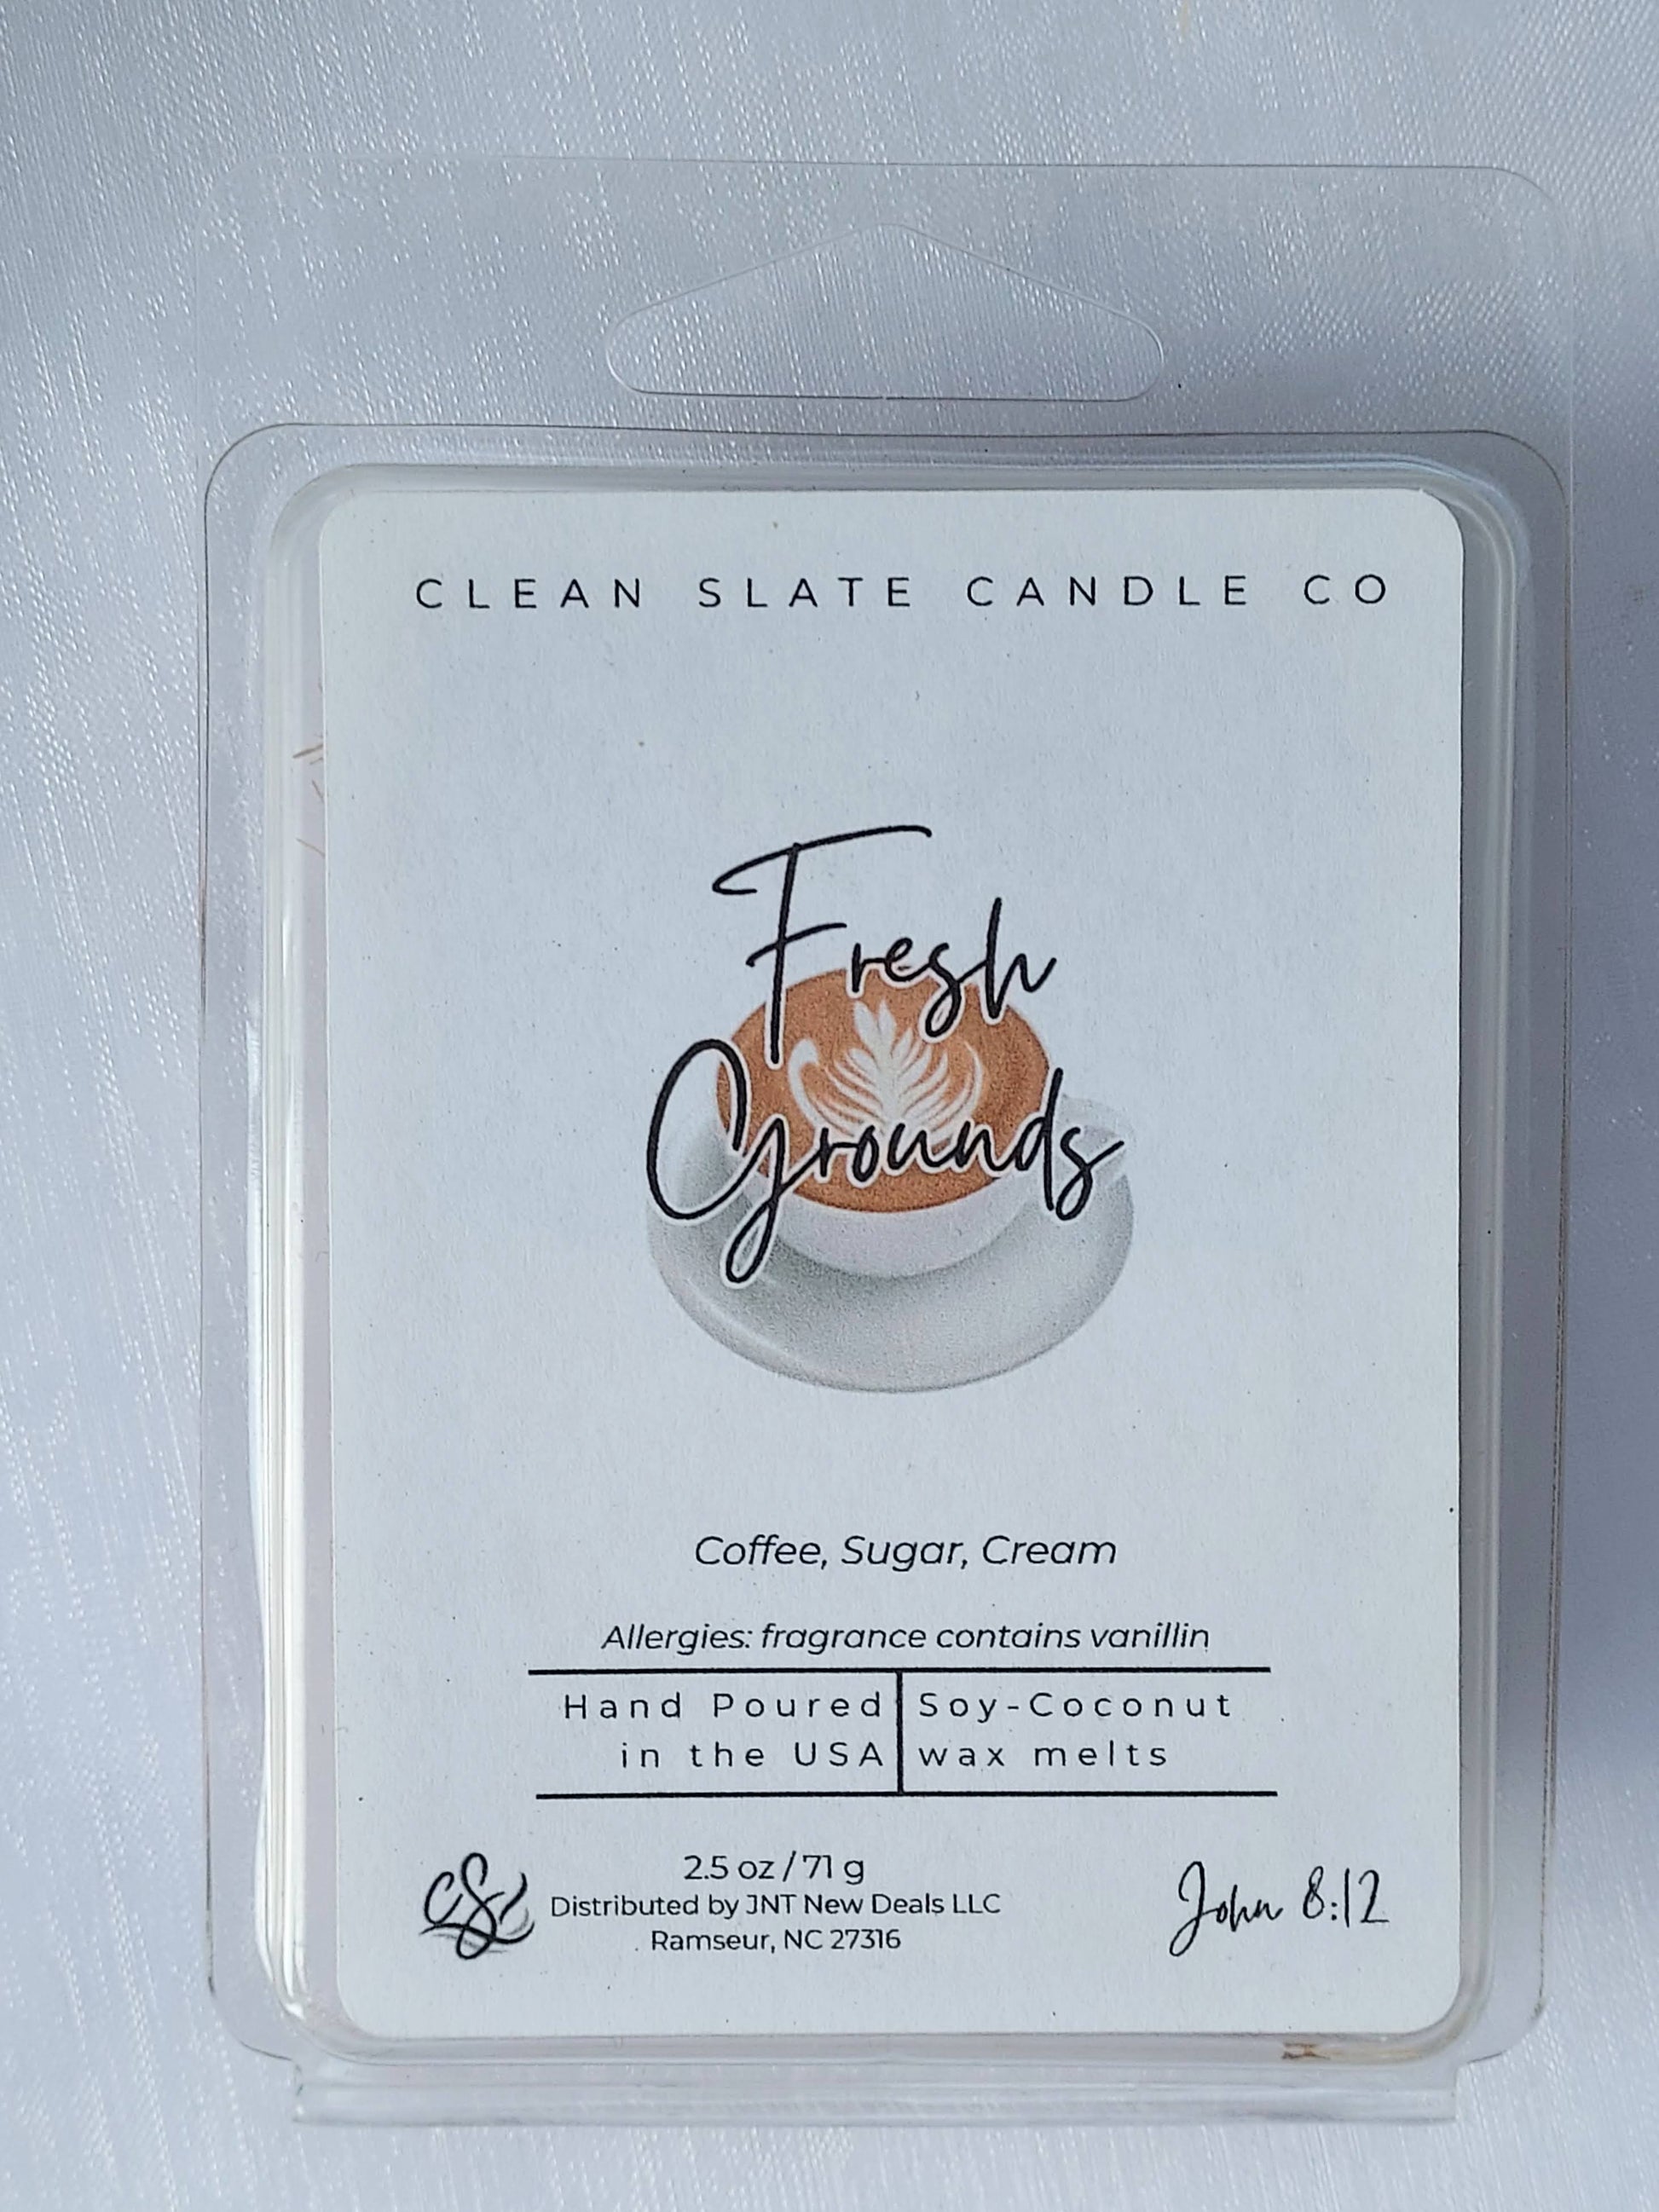 CLEAN SLATE CANDLE CO
Fresh
Grounds
Coffee, Sugar, Cream
Allergies: fragrance contains vanillin
Hand Poured
in the USA
Soy-Coconut
wax melts
CSC
2.5 oz / 71 g
Distributed by JNT New Deals LLC
Ramseur, NC 27316
John 8:12